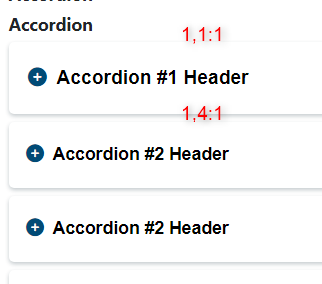 Accordion
1,1:1
Accordion #1 Header
1,4:1
Accordion #2 Header
Accordion #2 Header